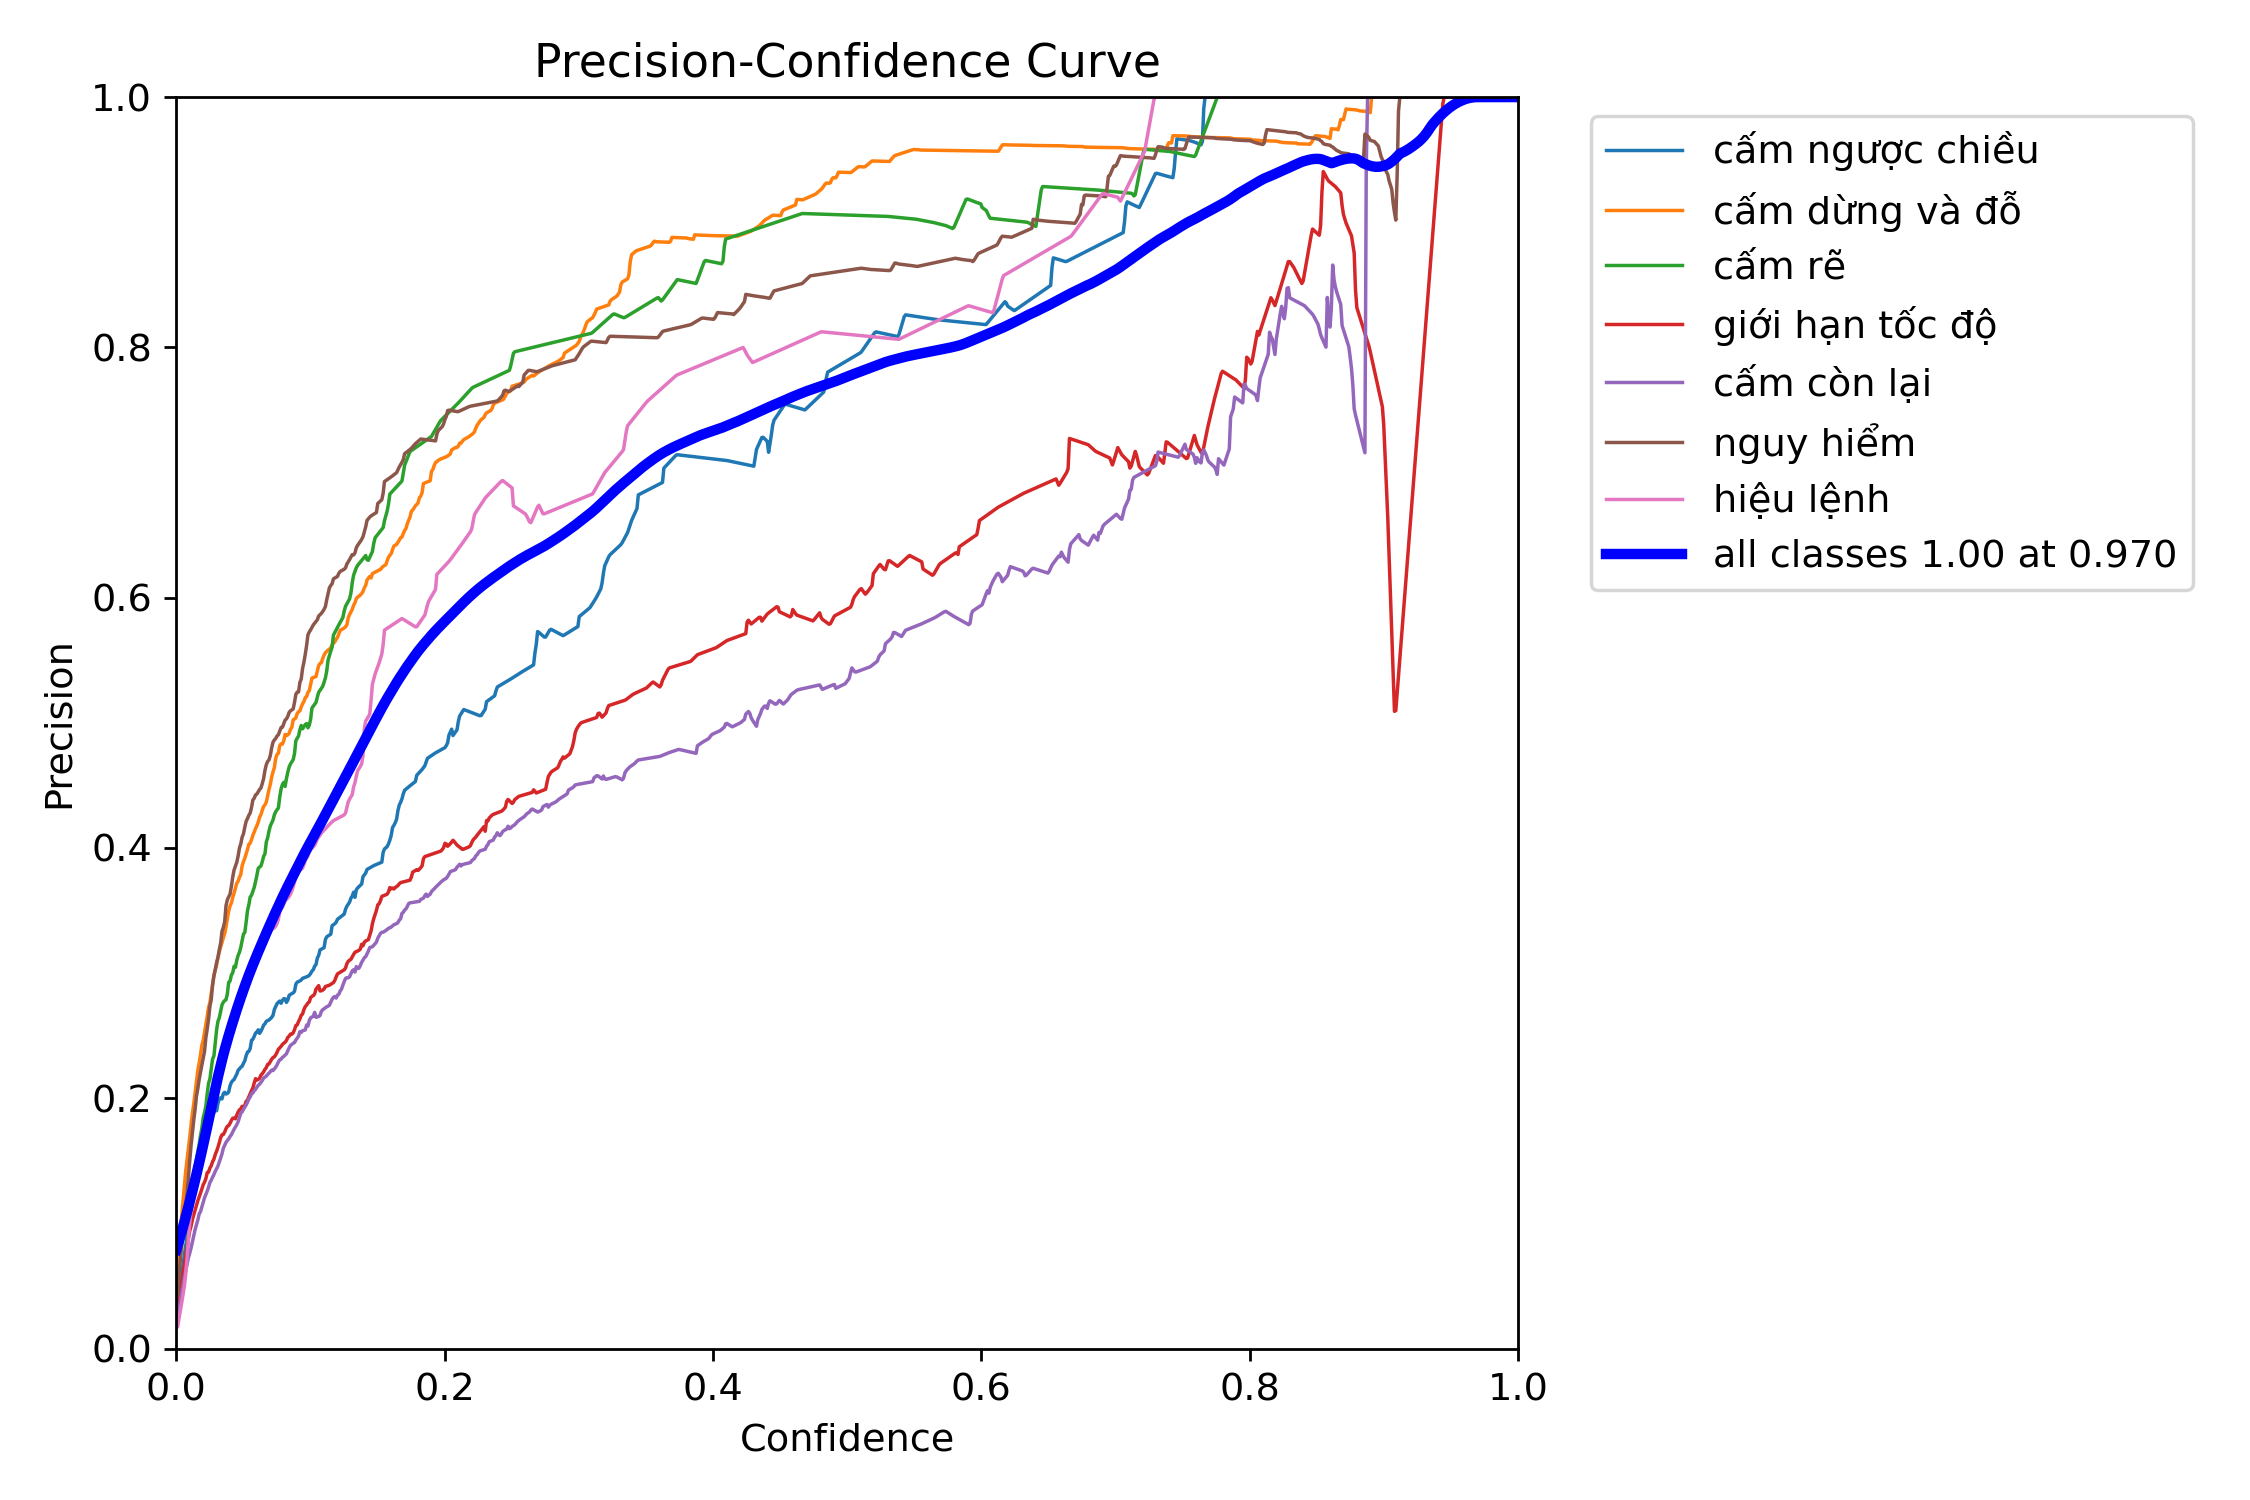 Precision-Confidence Curve
1.0
0.8
0.6
0.4
0.2
0.0
Precision
0.0 0.2 0.4 0.6 0.8 1.0
Confidence
cấm ngược chiều
cấm dừng và đỗ
cấm rẽ
giới hạn tốc độ
cấm còn lại
nguy hiểm
hiệu lệnh
all classes 1.00 at 0.970